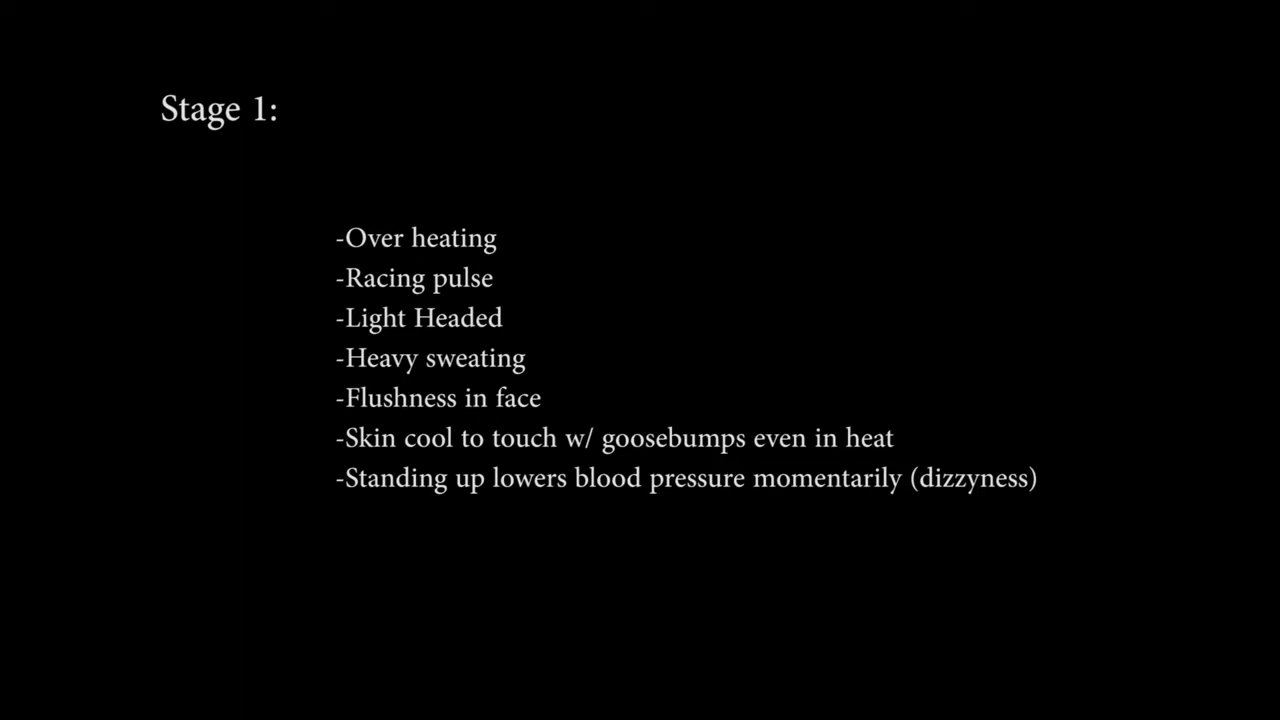 Stage 1:
-Over heating
-Racing pulse
-Light Headed
-Heavy sweating
-Flushness in face
-Skin cool to touch w/ goosebumps even in heat
-Standing up lowers blood pressure momentarily (dizzyness)